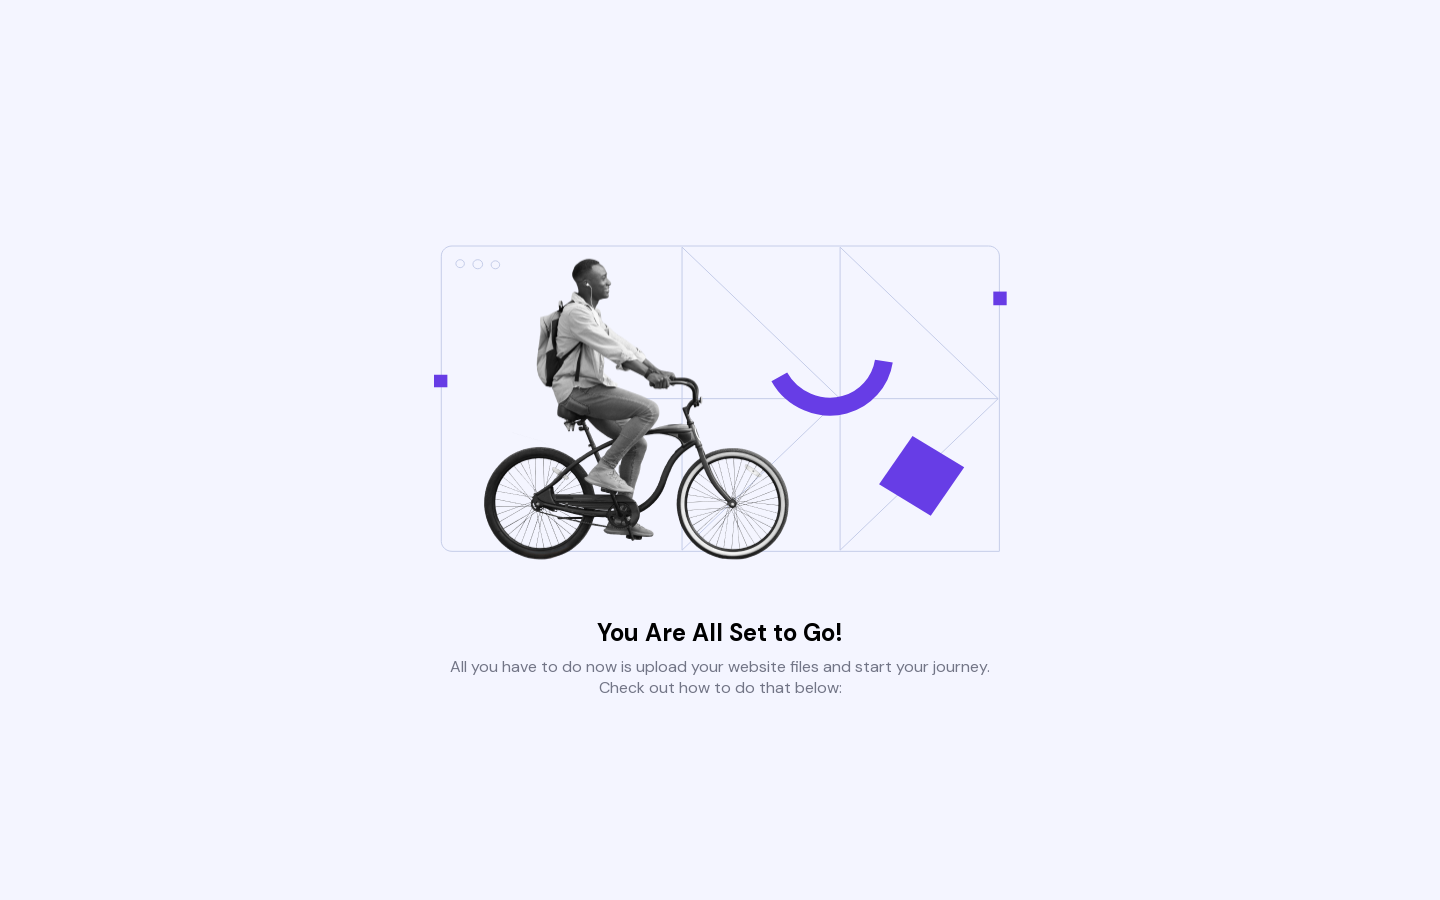 You Are All Set to Go!
All you have to do now is upload your website files and start your journey.
Check out how to do that below: